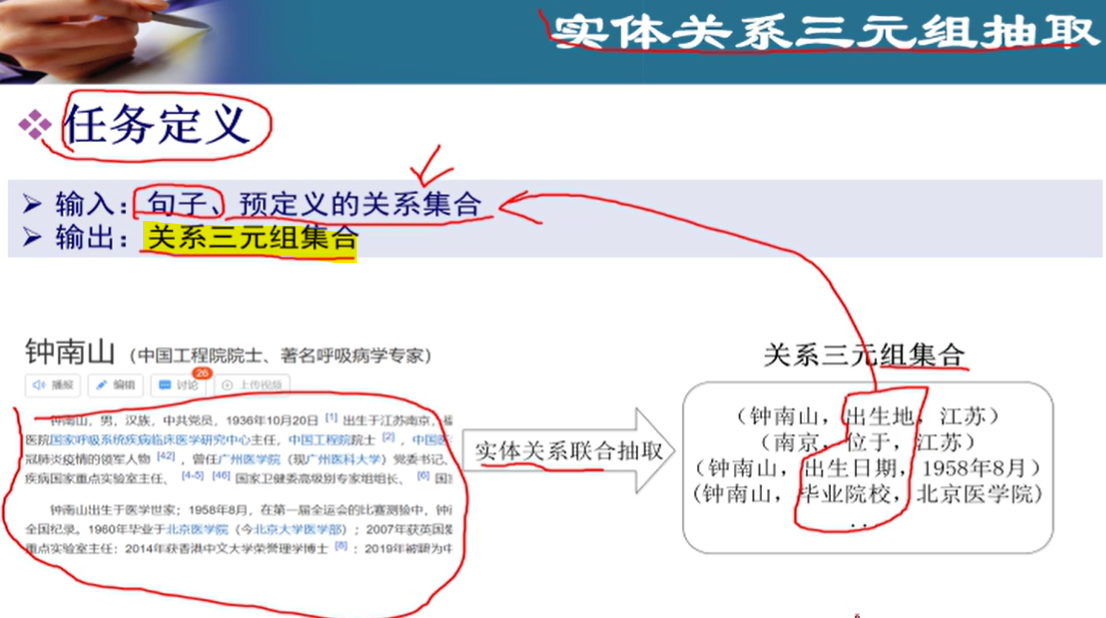 实体关系三元组抽取
任务定义
输入：句子、预定义的关系集合
输出：关系三元组集合
钟南山（中国工程院院士、著名呼吸病学专家）
播报 编辑 讨论 26 上传视频
钟南山，男，汉族，中共党员，1936年10月20日 [1] 出生于江苏南京，
医院国家呼吸系统疾病临床医学研究中心主任，中国工程院院士 [2] ，中国医
冠肺炎疫情的领军人物 [42] ，曾任广州医学院（现广州医科大学）党委书记、
疾病国家重点实验室主任、 [4-5] [46] 国家卫健委高级别专家组组长、 [6] 国
钟南山出生于医学世家；1958年8月，在第一届全运会的比赛测验中，钟
全国纪录。1960年毕业于北京医学院（今北京大学医学部）；2007年获英国
重点实验室主任；2014年获香港中文大学荣誉理学博士 [8] ；2019年被聘为中
实体关系联合抽取
关系三元组集合
（钟南山，出生地，江苏）
（南京，位于，江苏）
（钟南山，出生日期，1958年8月）
(钟南山，毕业院校，北京医学院)
...